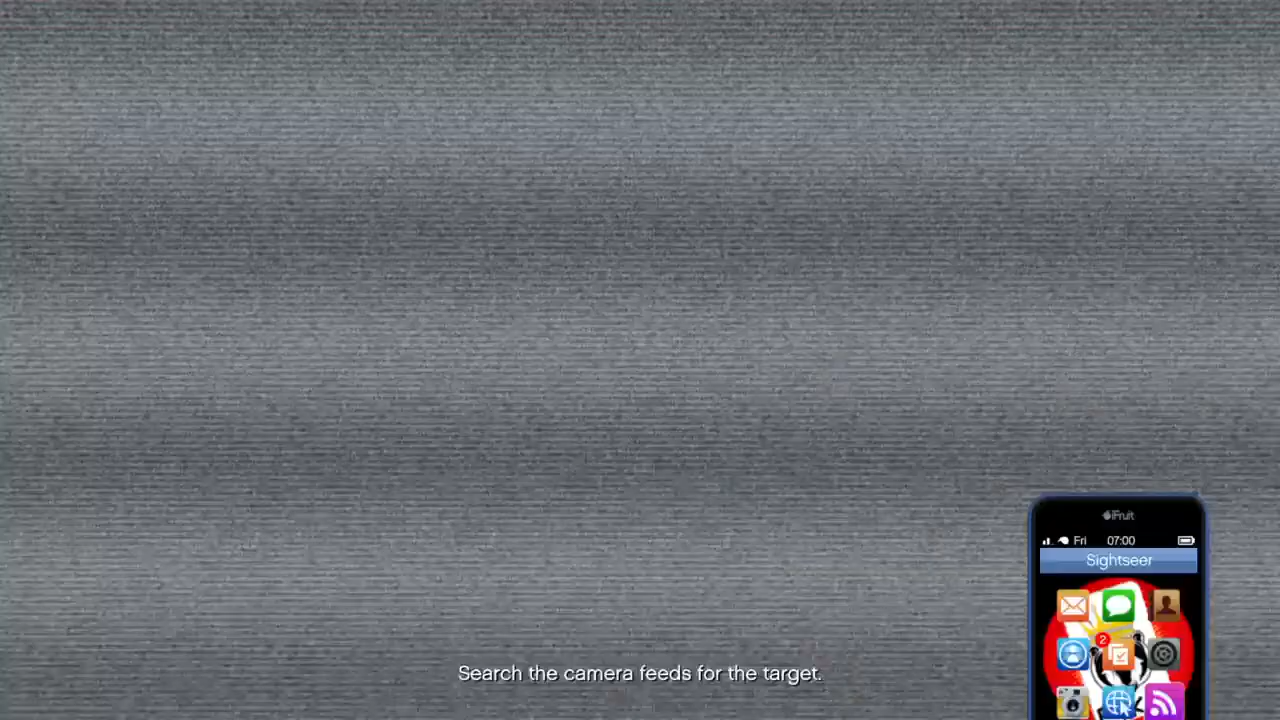 iFruit
Fri 07:00
Sightseer
2
Search the camera feeds for the target.